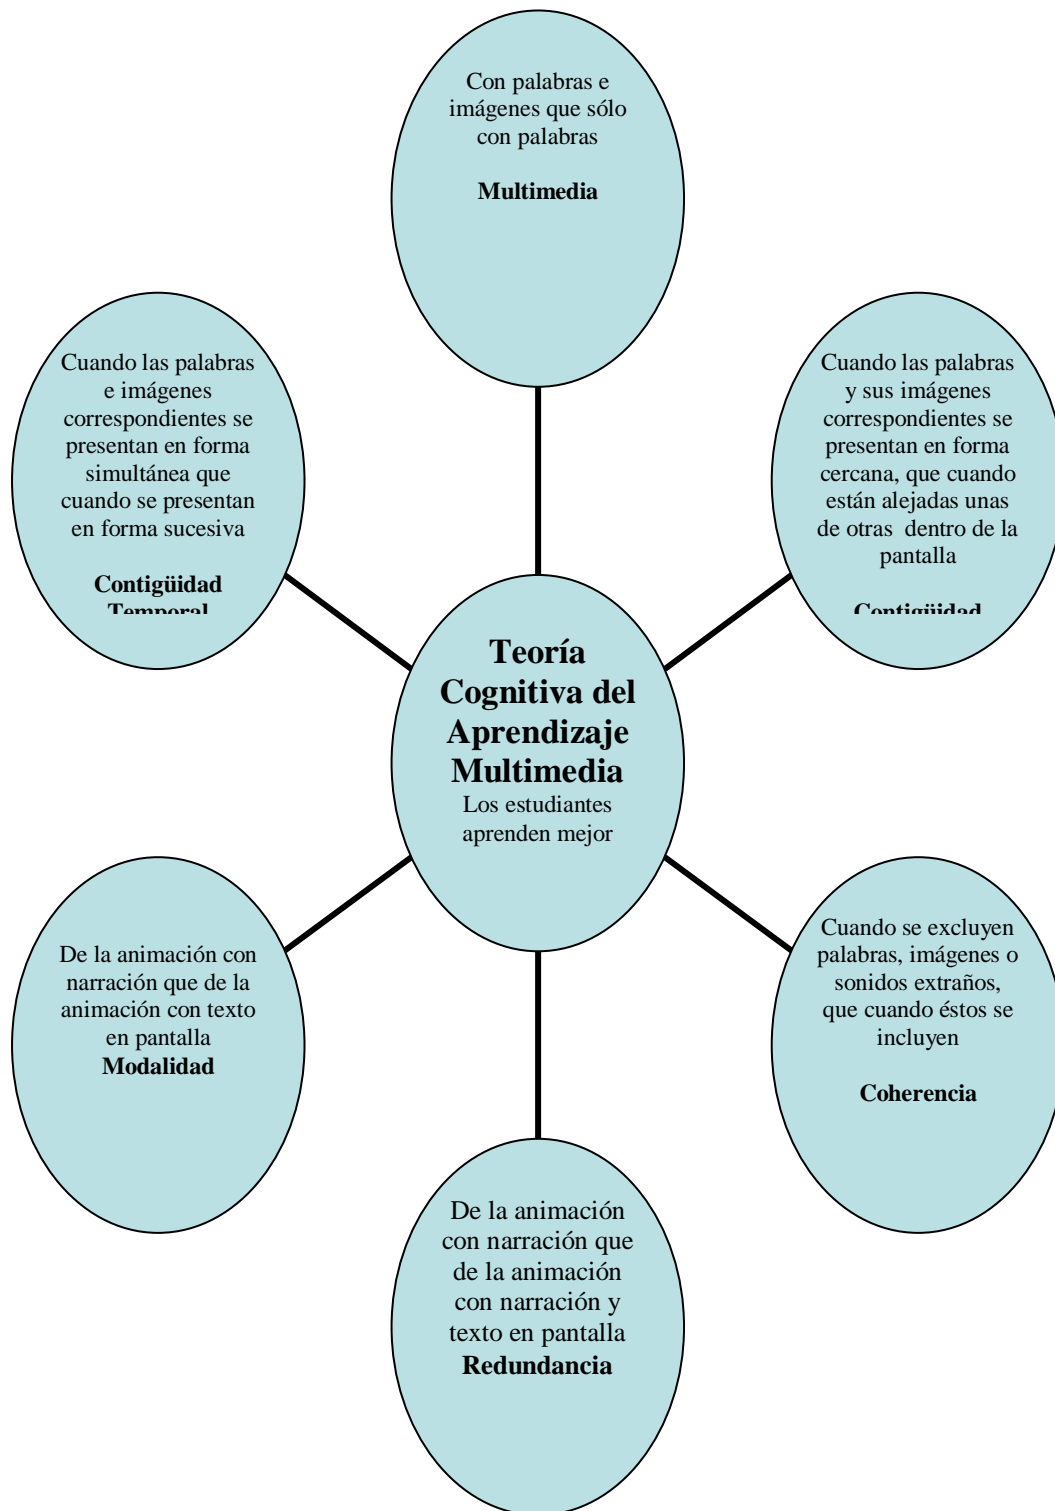 Con palabras e
imágenes que sólo
con palabras
Multimedia
Cuando las palabras
e imágenes
correspondientes se
presentan en forma
simultánea que
cuando se presentan
en forma sucesiva
Contigüidad
Temporal
Cuando las palabras
y sus imágenes
correspondientes se
presentan en forma
cercana, que cuando
están alejadas unas
de otras dentro de la
pantalla
Contigüidad
Teoría
Cognitiva del
Aprendizaje
Multimedia
Los estudiantes
aprenden mejor
De la animación con
narración que de la
animación con texto
en pantalla
Modalidad
Cuando se excluyen
palabras, imágenes o
sonidos extraños,
que cuando éstos se
incluyen
Coherencia
De la animación
con narración que
de la animación
con narración y
texto en pantalla
Redundancia